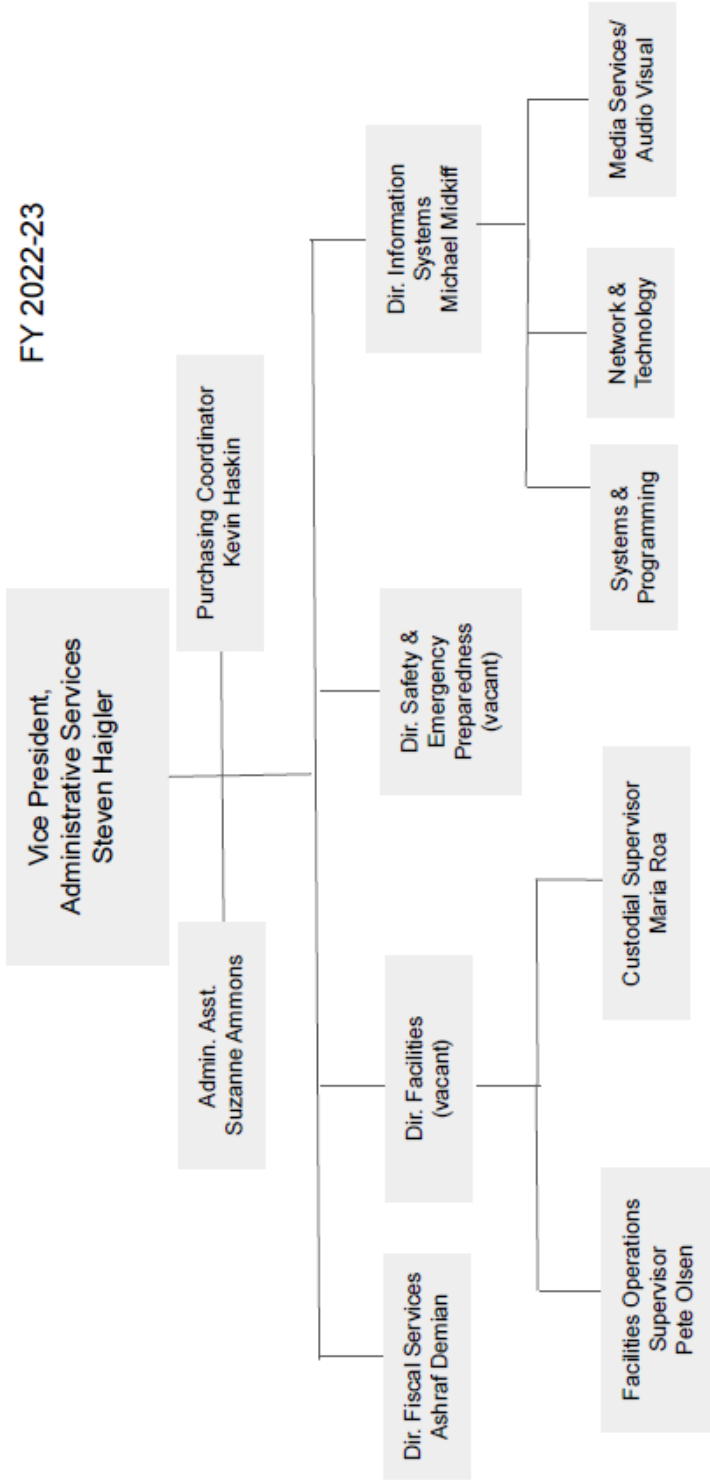 FY 2022-23
Vice President,
Administrative Services
Steven Haigler
Admin. Asst.
Suzanne Ammons
Purchasing Coordinator
Kevin Haskin
Dir. Fiscal Services
Ashraf Demian
Dir. Facilities
(vacant)
Dir. Safety &
Emergency
Preparedness
(vacant)
Dir. Information
Systems
Michael Midkiff
Facilities Operations
Supervisor
Pete Olsen
Custodial Supervisor
Maria Roa
Systems &
Programming
Network &
Technology
Media Services/
Audio Visual